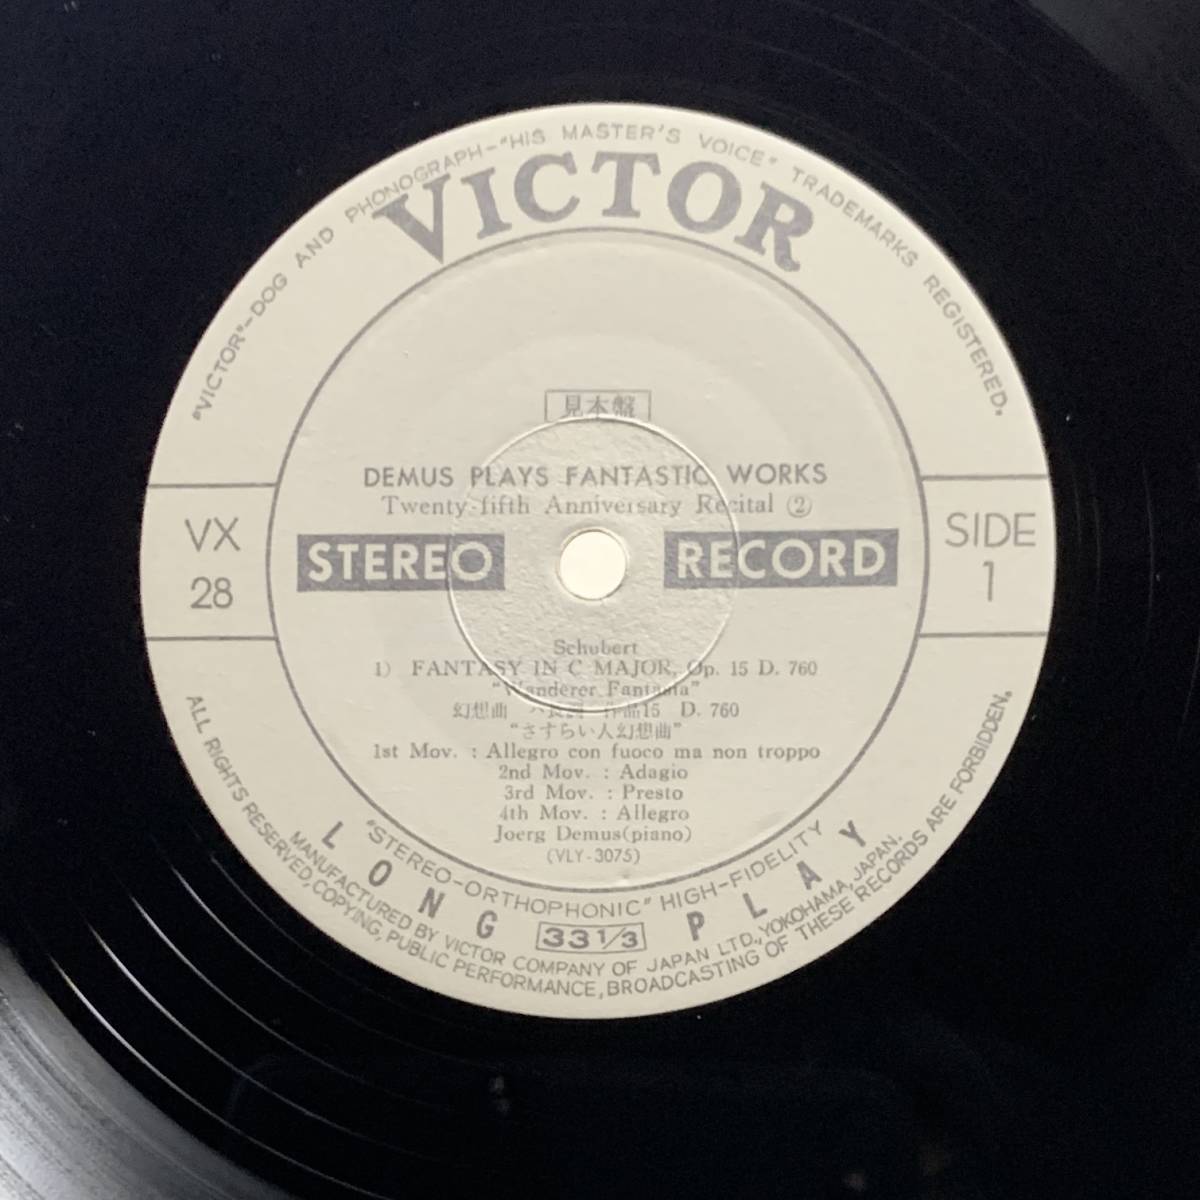 "VICTOR"–DOG AND PHONOGRAPH–"HIS MASTER'S VOICE" TRADEMARKS REGISTERED.
VICTOR
見本盤
DEMUS PLAYS FANTASTIC WORKS
Twenty-fifth Anniversary Recital ②
VX
28
STEREO RECORD
SIDE
1
Schubert
1) FANTASY IN C MAJOR, Op. 15 D. 760
"Wanderer Fantasia"
幻想曲 ハ長調 作品15 D. 760
"さすらい人幻想曲"
1st Mov. : Allegro con fuoco ma non troppo
2nd Mov. : Adagio
3rd Mov. : Presto
4th Mov. : Allegro
Joerg Demus(piano)
(VLY-3075)
"STEREO-ORTHOPHONIC" HIGH-FIDELITY
LONG PLAY
33 1/3
MANUFACTURED BY VICTOR COMPANY OF JAPAN LTD., YOKOHAMA, JAPAN.
ALL RIGHTS RESERVED, COPYING, PUBLIC PERFORMANCE, BROADCASTING OF THESE RECORDS ARE FORBIDDEN.